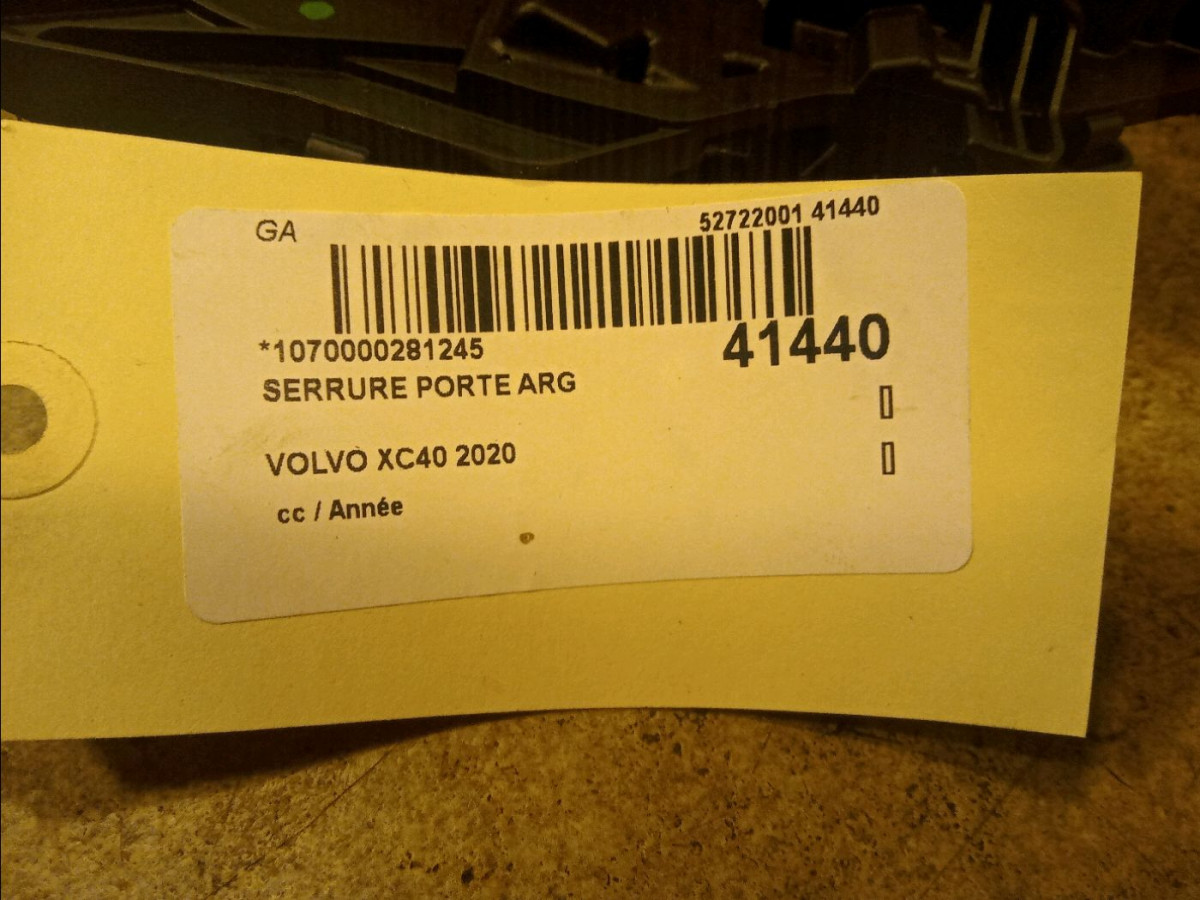 GA
52722001 41440
*1070000281245
41440
SERRURE PORTE ARG
VOLVO XC40 2020
cc / Année